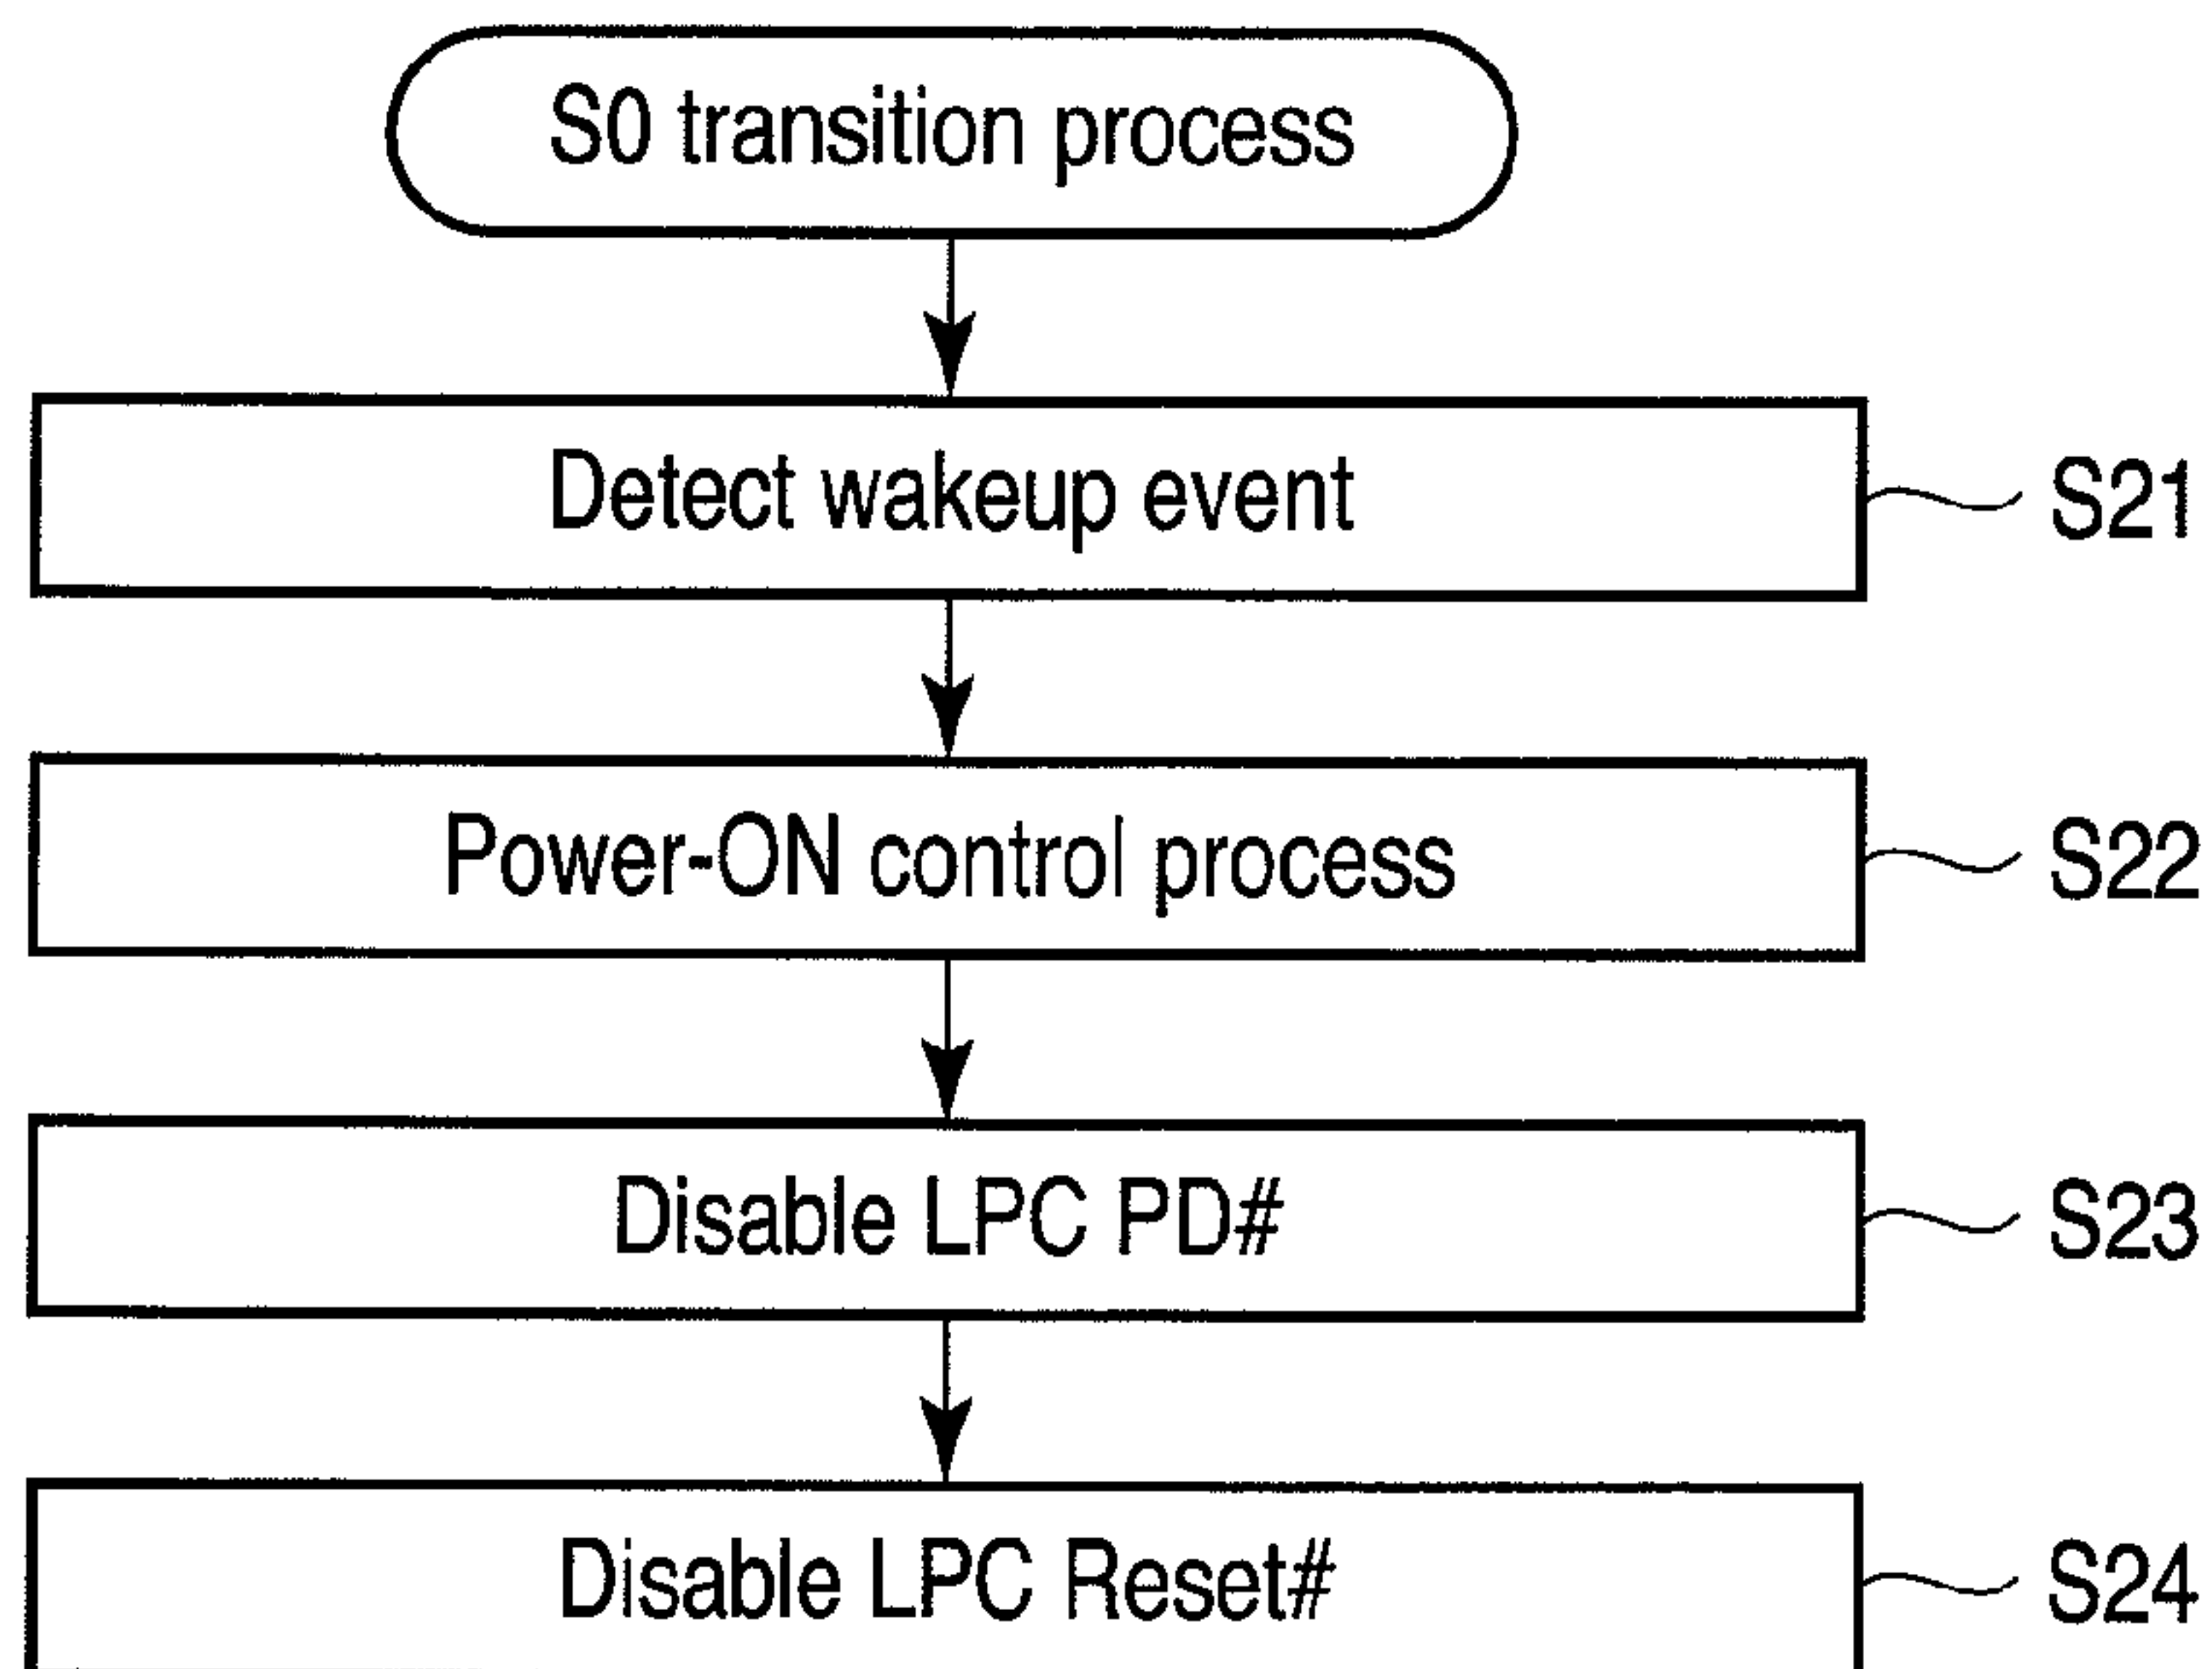 S0 transition process
Detect wakeup event
S21
Power-ON control process
S22
Disable LPC PD#
S23
Disable LPC Reset#
S24